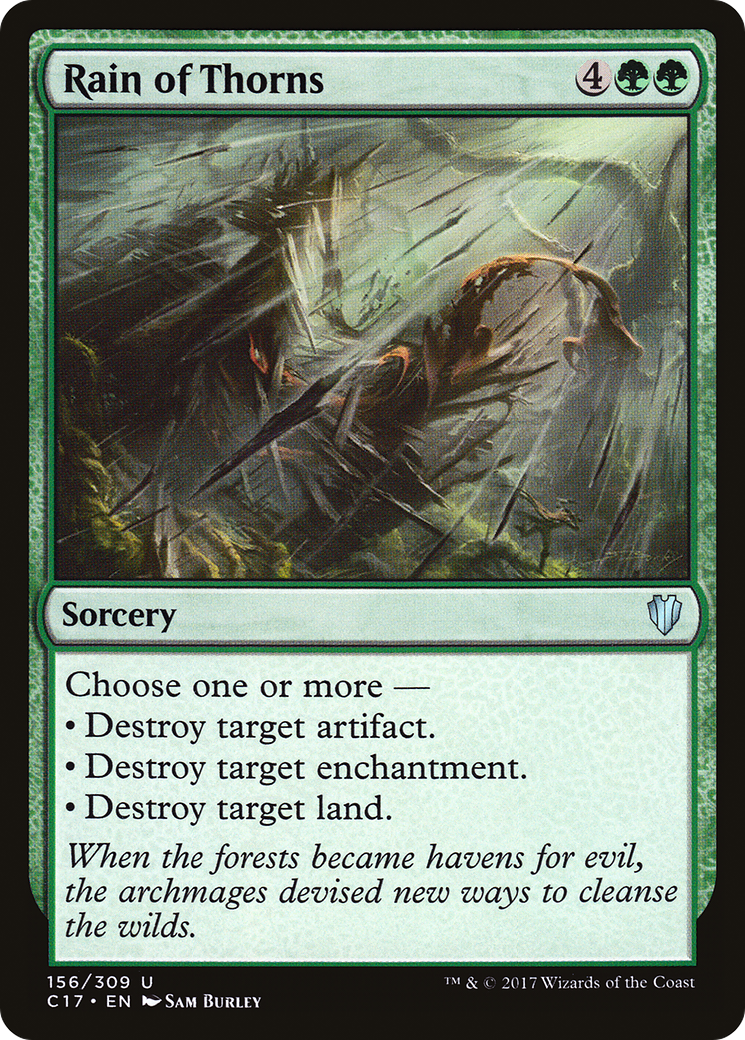 Rain of Thorns 4
Sorcery
Choose one or more —
• Destroy target artifact.
• Destroy target enchantment.
• Destroy target land.
When the forests became havens for evil,
the archmages devised new ways to cleanse
the wilds.
156/309 U
C17 • EN Sam Burley
™ & © 2017 Wizards of the Coast